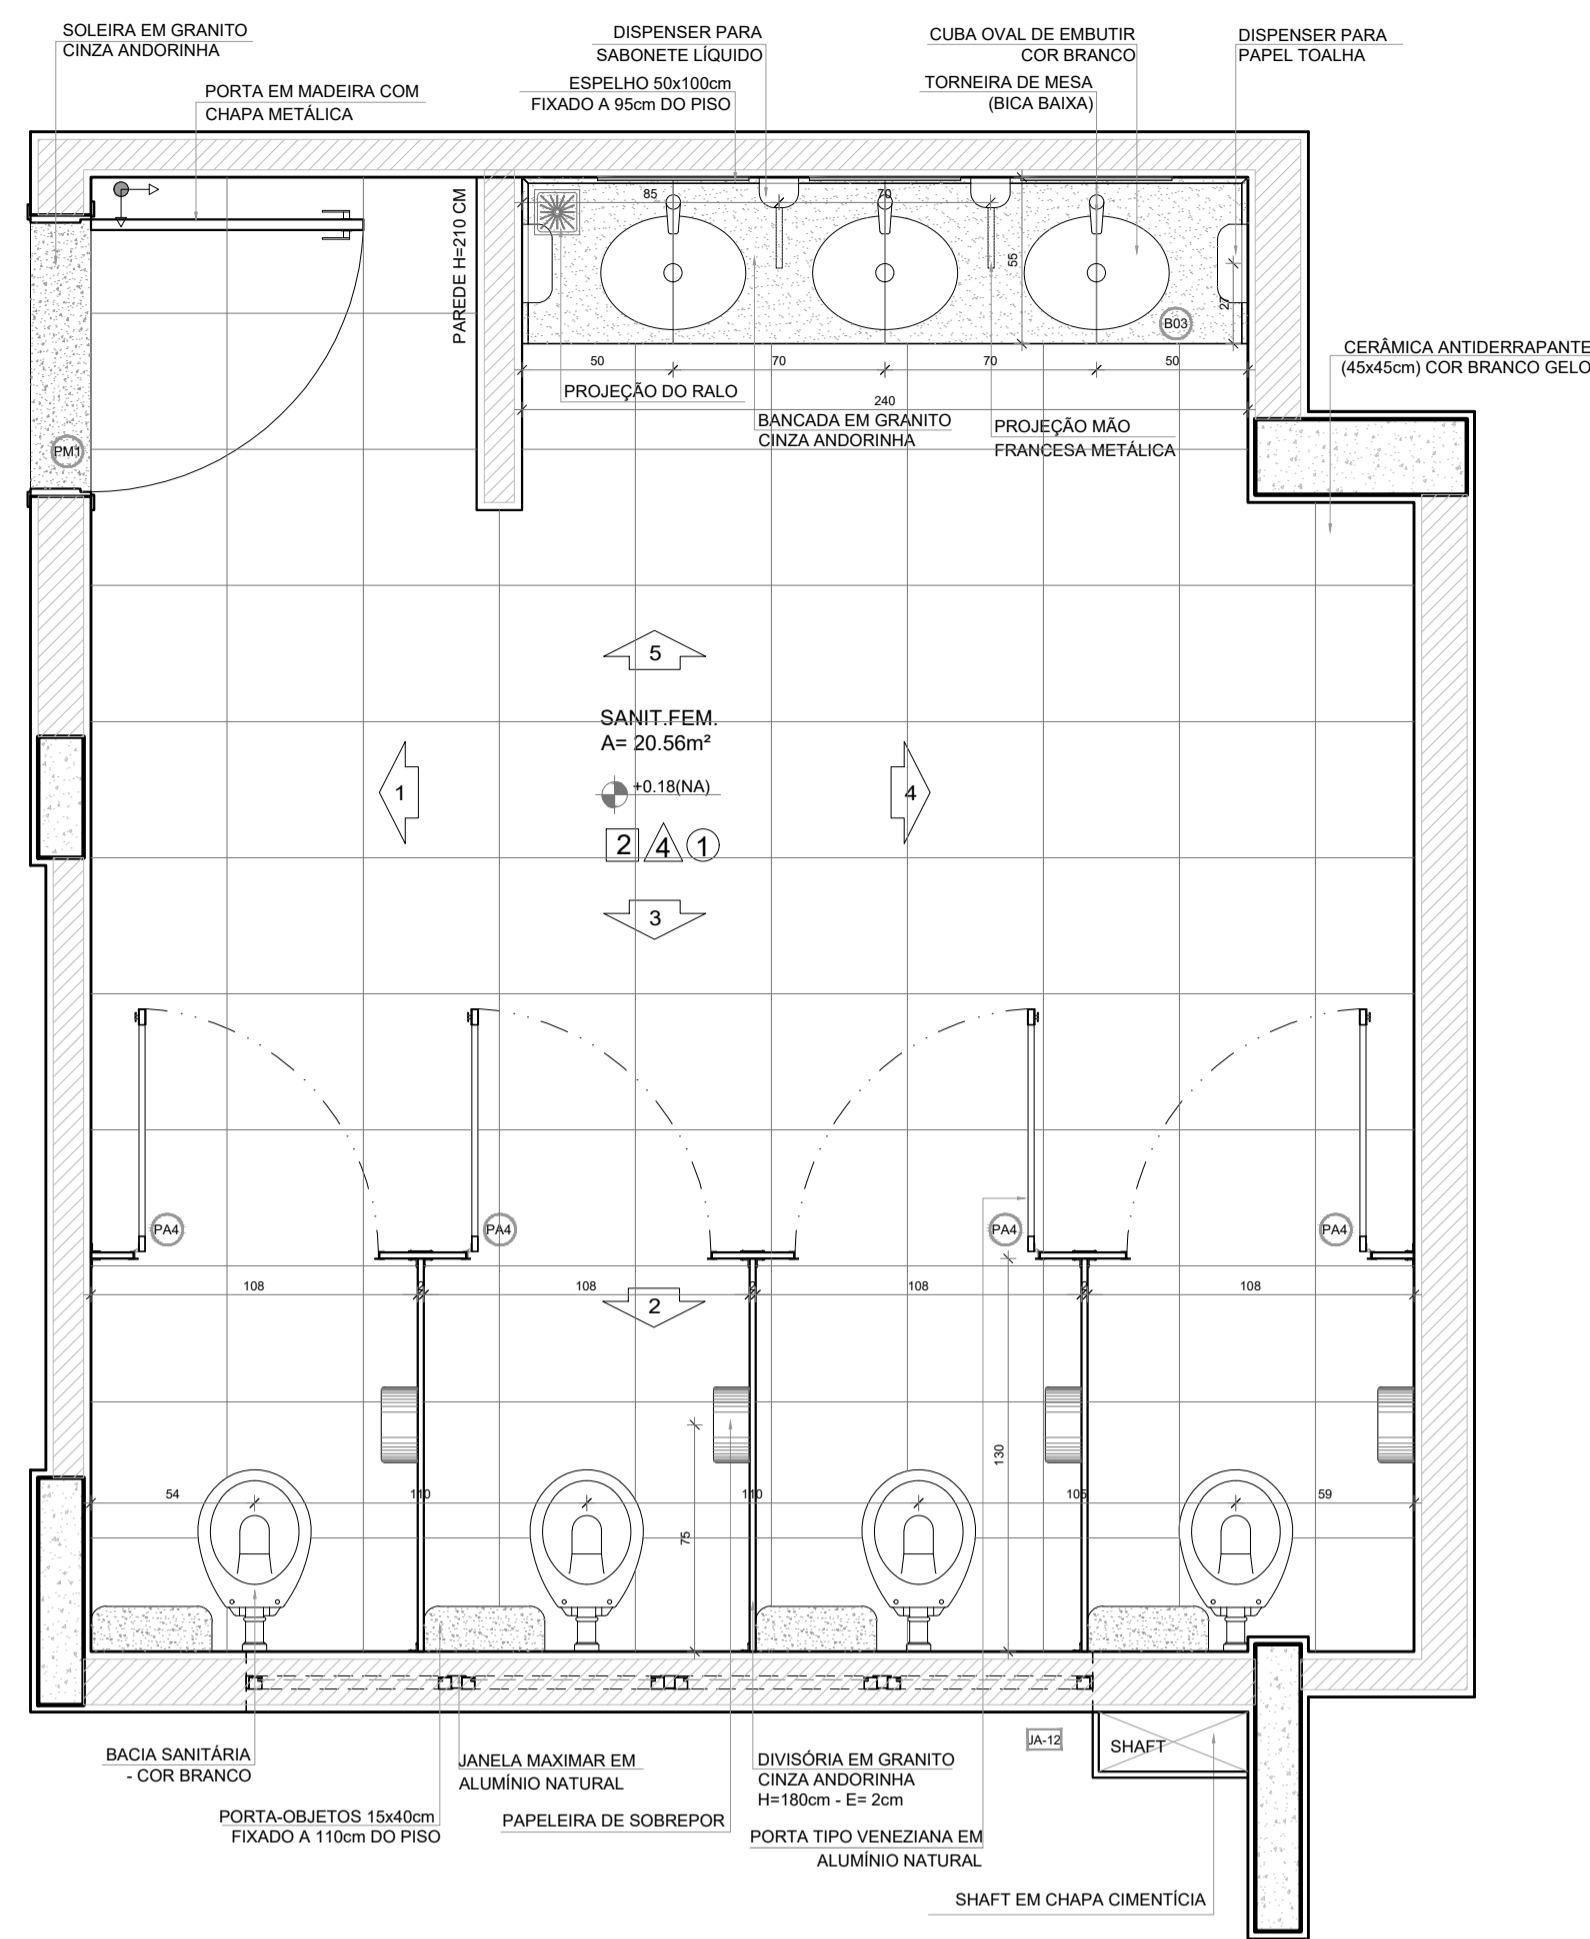 SOLEIRA EM GRANITO
CINZA ANDORINHA
PORTA EM MADEIRA COM
CHAPA METÁLICA
DISPENSER PARA
SABONETE LÍQUIDO
ESPELHO 50x100cm
FIXADO A 95cm DO PISO
CUBA OVAL DE EMBUTIR
COR BRANCO
TORNEIRA DE MESA
(BICA BAIXA)
DISPENSER PARA
PAPEL TOALHA
PAREDE H=210 CM
85
70
55
27
B03
CERÂMICA ANTIDERRAPANTE
(45x45cm) COR BRANCO GELO
50
70
70
50
PROJEÇÃO DO RALO
240
BANCADA EM GRANITO
CINZA ANDORINHA
PROJEÇÃO MÃO
FRANCESA METÁLICA
PM1
5
SANIT.FEM.
A= 20.56m²
+0.18(NA)
1
4
2 4 1
3
PA4
PA4
PA4
PA4
108
2
108
2
108
2
108
2
130
54
110
110
105
59
75
JA-12
SHAFT
BACIA SANITÁRIA
- COR BRANCO
JANELA MAXIMAR EM
ALUMÍNIO NATURAL
DIVISÓRIA EM GRANITO
CINZA ANDORINHA
H=180cm - E= 2cm
PORTA-OBJETOS 15x40cm
FIXADO A 110cm DO PISO
PAPELEIRA DE SOBREPOR
PORTA TIPO VENEZIANA EM
ALUMÍNIO NATURAL
SHAFT EM CHAPA CIMENTÍCIA